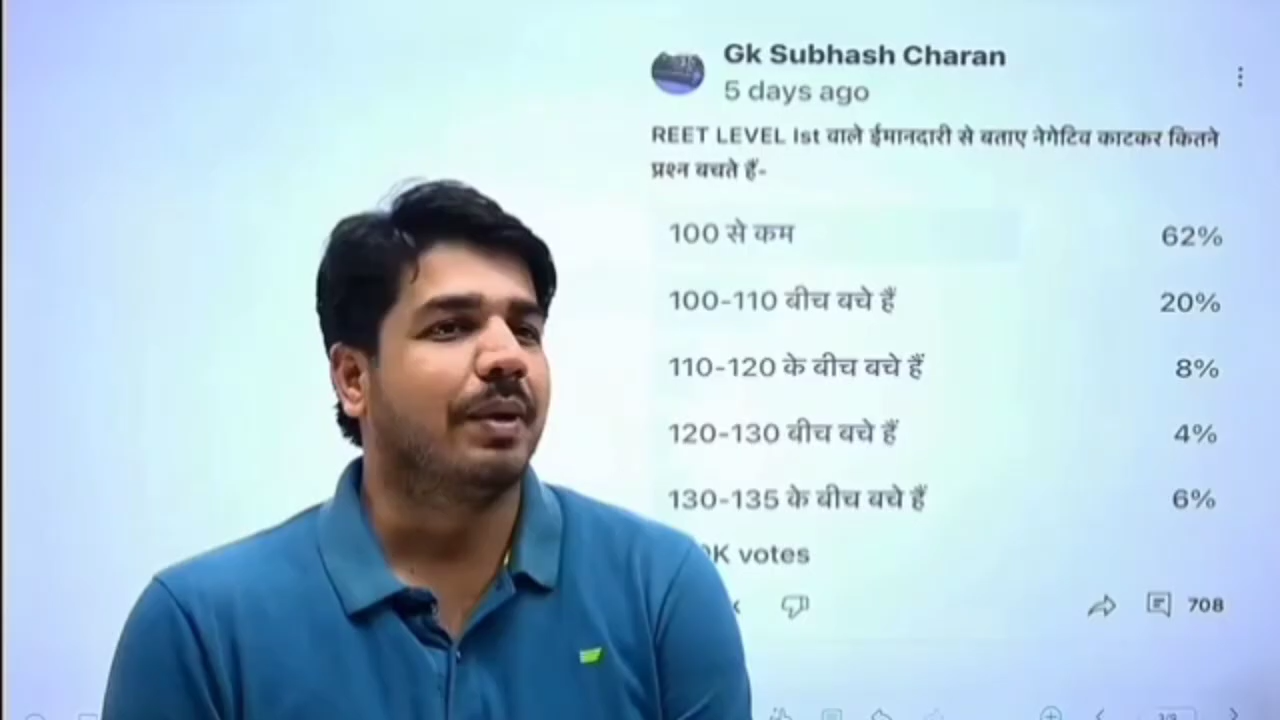 Gk Subhash Charan
5 days ago
REET LEVEL Ist वाले ईमानदारी से बताए नेगेटिव काटकर कितने
प्रश्न बचते हैं-
100 से कम 62%
100-110 बीच बचे हैं 20%
110-120 के बीच बचे हैं 8%
120-130 बीच बचे हैं 4%
130-135 के बीच बचे हैं 6%
votes
708